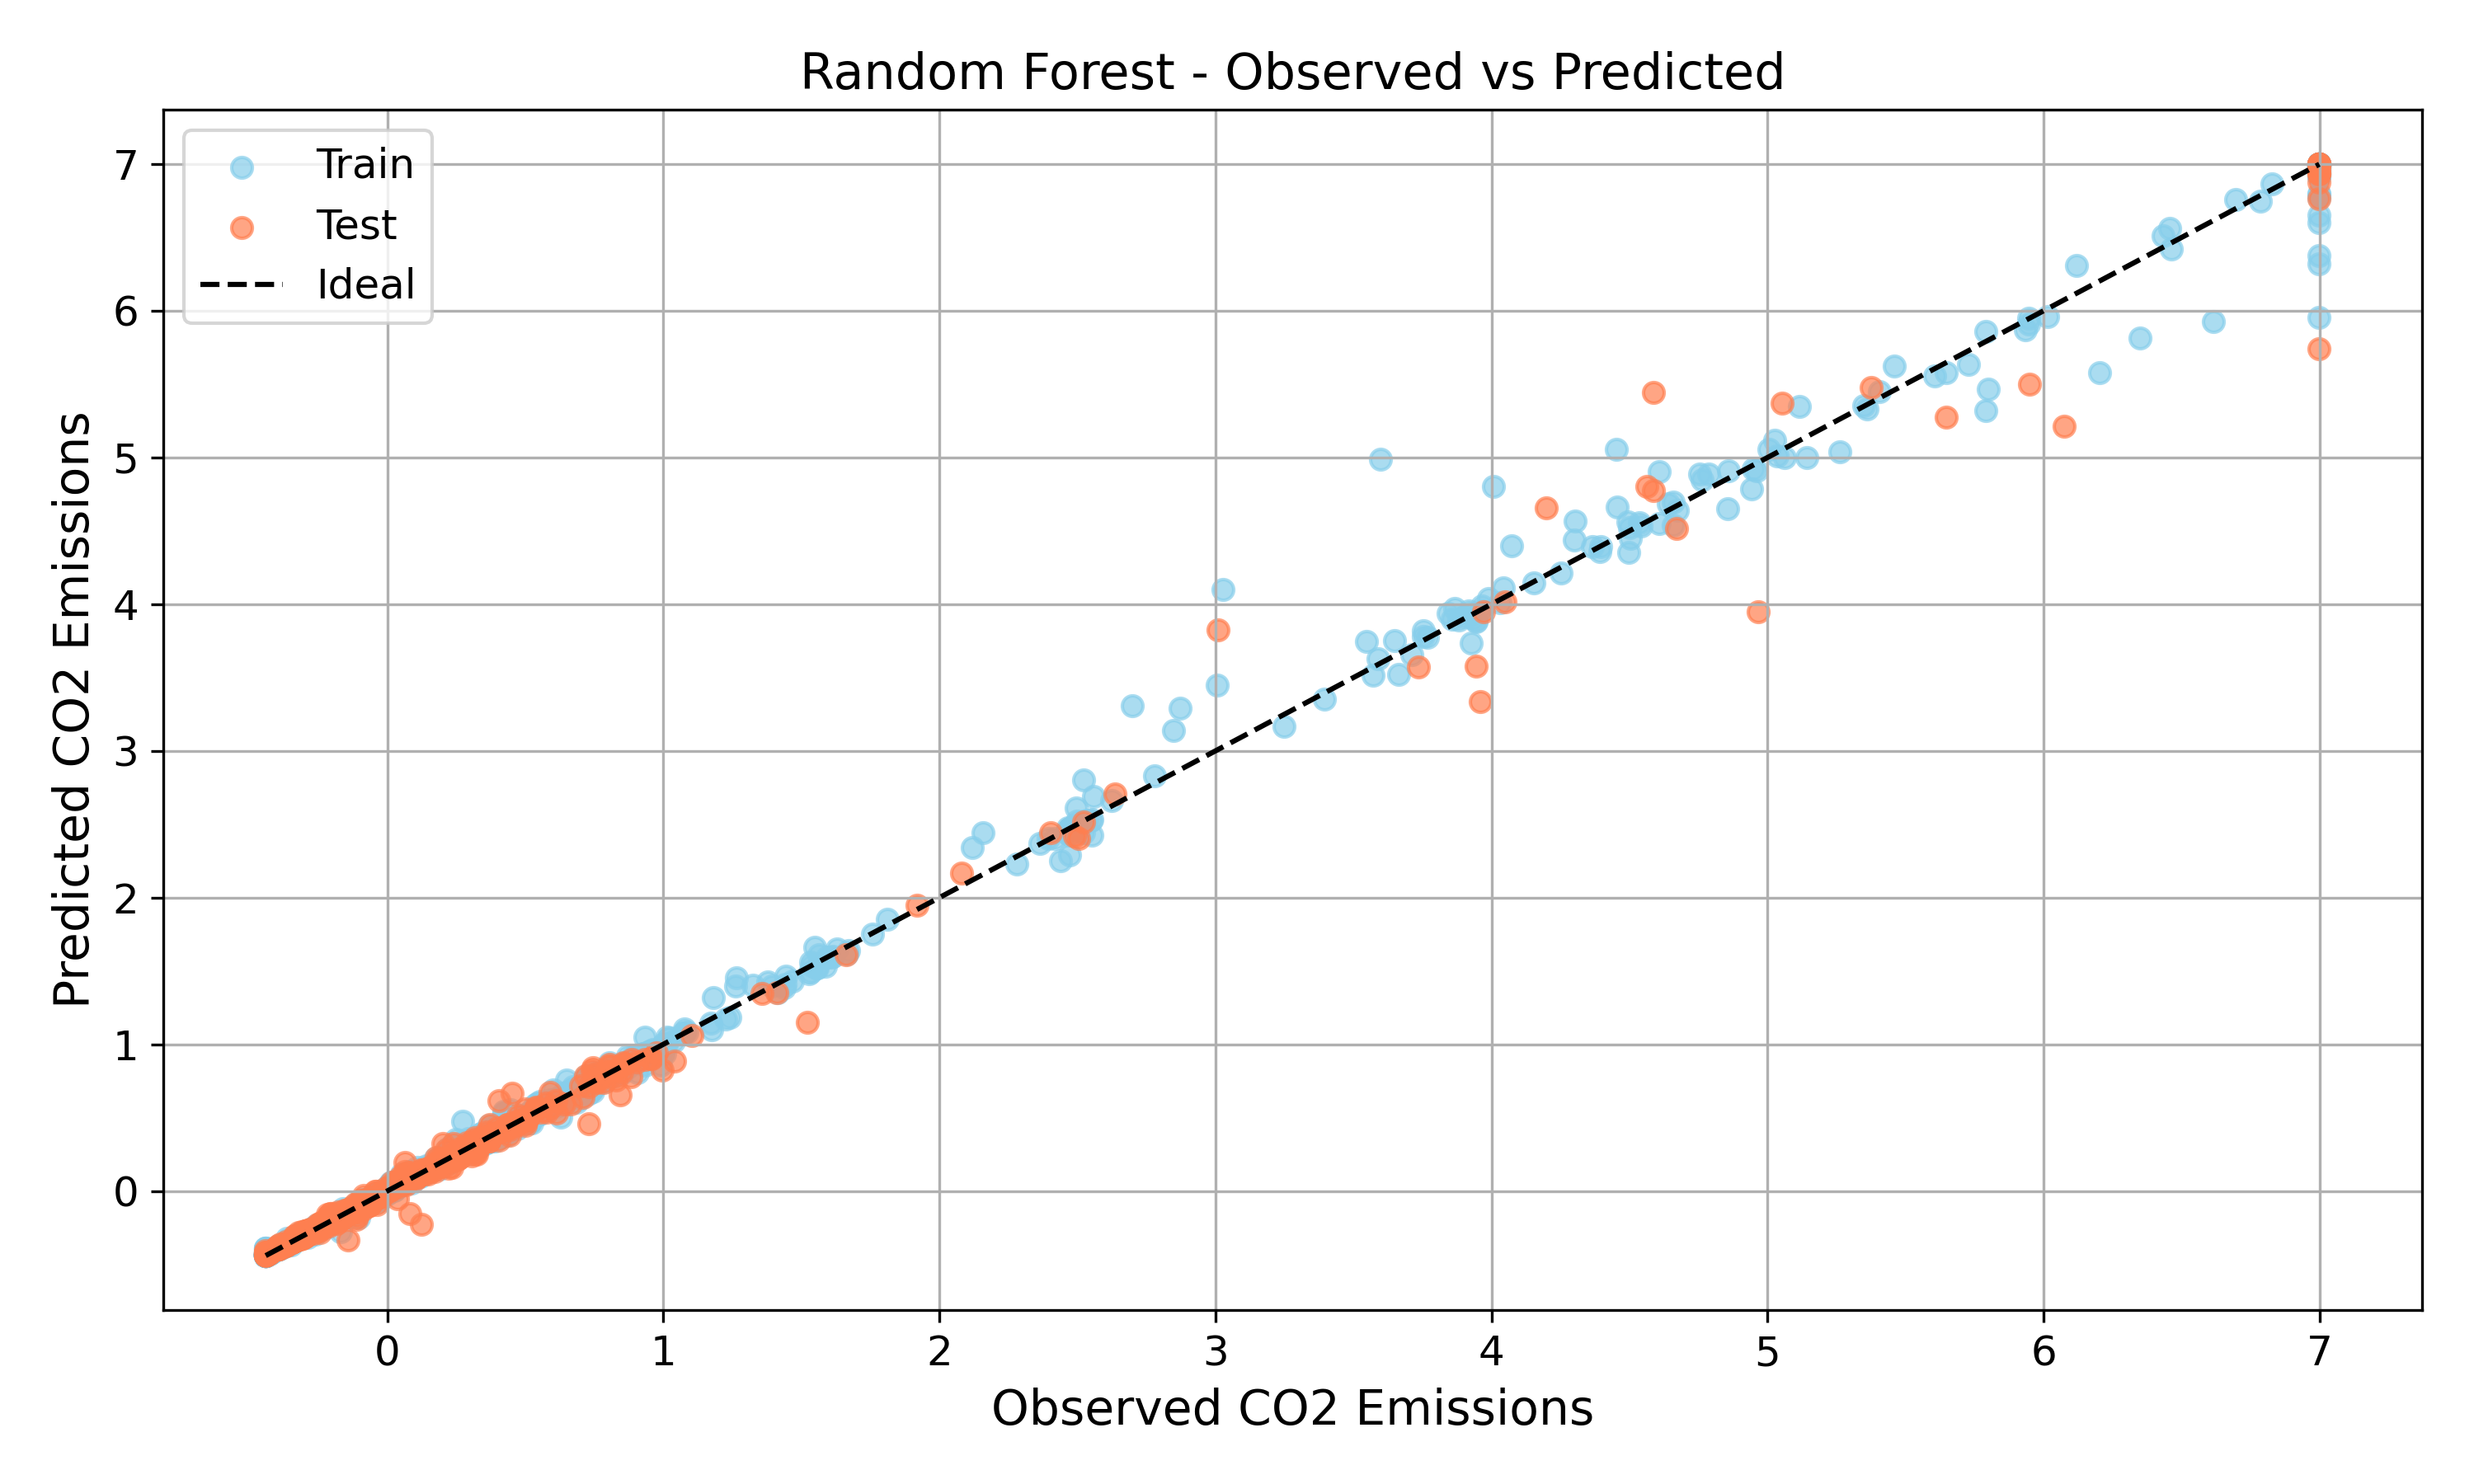 Random Forest - Observed vs Predicted
Train
Test
Ideal
7
6
5
4
3
2
1
0
Predicted CO2 Emissions
0 1 2 3 4 5 6 7
Observed CO2 Emissions